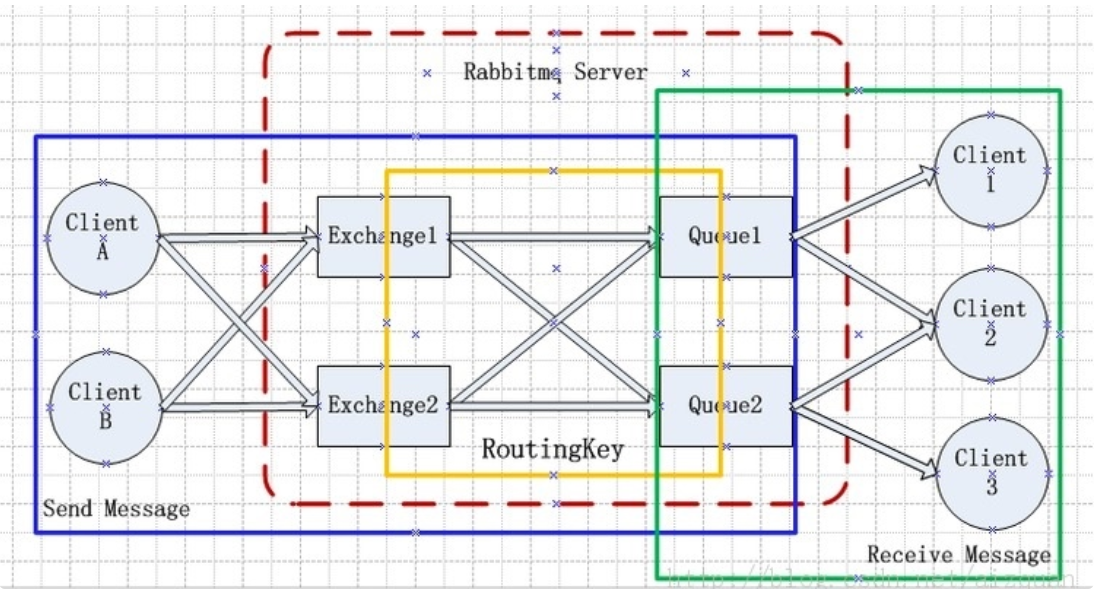 Rabbitmq Server
Client
A
Client
B
Exchange1
Exchange2
Queue1
Queue2
RoutingKey
Client
1
Client
2
Client
3
Send Message
Receive Message